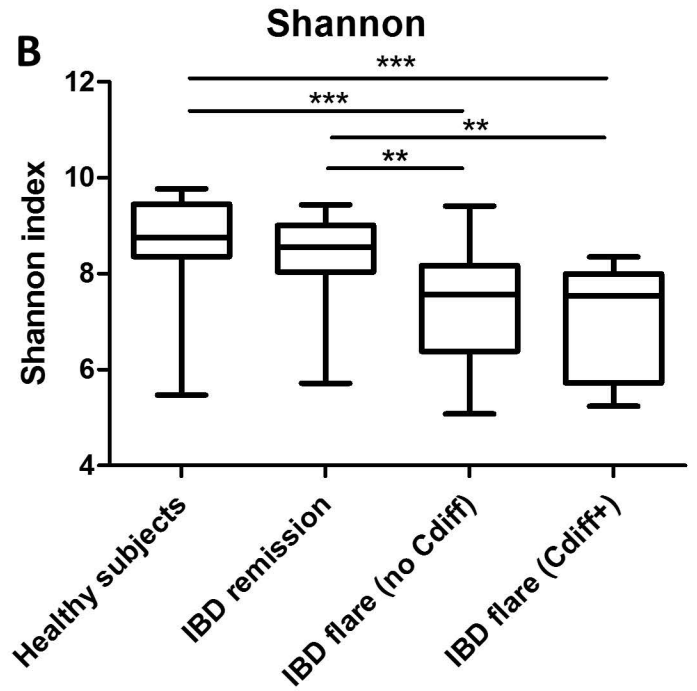 Shannon
B
***
***
**
**
12
10
8
6
4
Shannon index
Healthy subjects
IBD remission
IBD flare (no Cdiff)
IBD flare (Cdiff+)